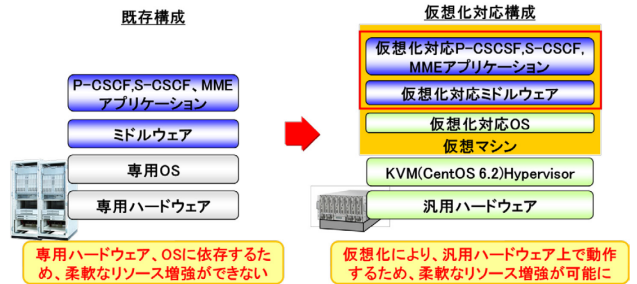 既存構成
P-CSCF,S-CSCF、MME
アプリケーション
ミドルウェア
専用OS
専用ハードウェア
専用ハードウェア、OSに依存するた
め、柔軟なリソース増強ができない
仮想化対応構成
仮想化対応P-CSCSF,S-CSCF,
MMEアプリケーション
仮想化対応ミドルウェア
仮想化対応OS
仮想マシン
KVM(CentOS 6.2)Hypervisor
汎用ハードウェア
仮想化により、汎用ハードウェア上で動作
するため、柔軟なリソース増強が可能に